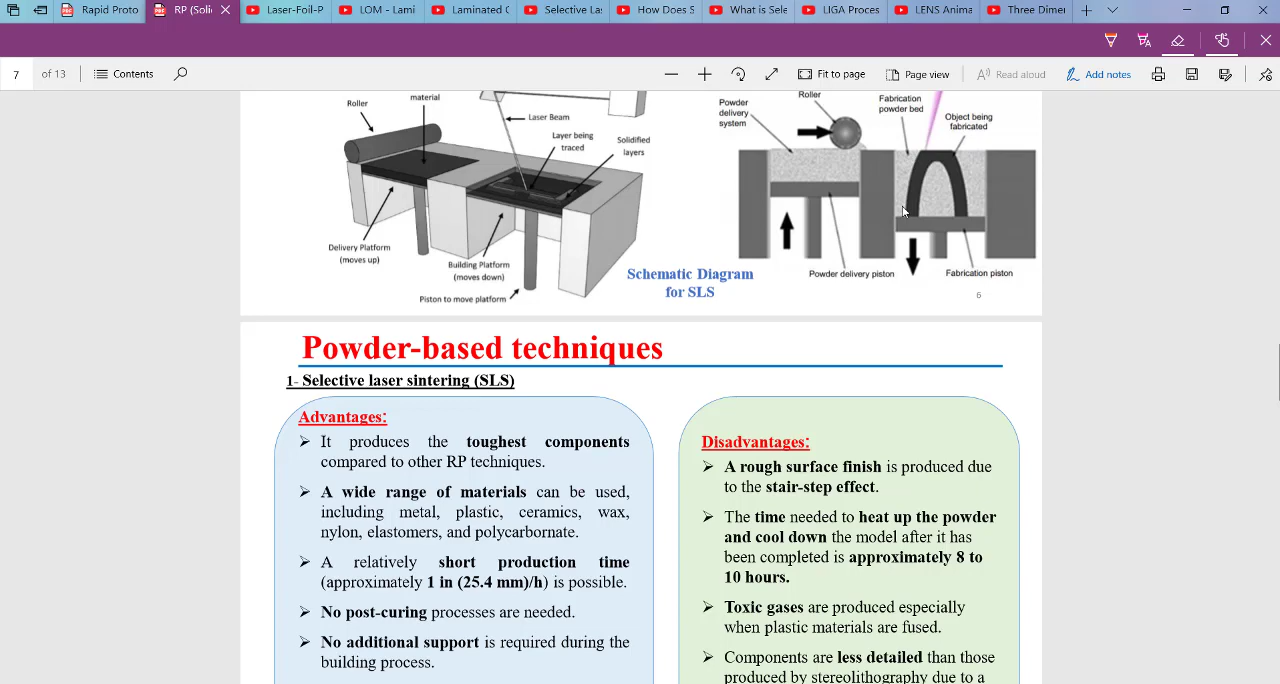 Rapid Proto
RP (Soli
Laser-Foil-P
LOM - Lami
Laminated C
Selective La
How Does S
What is Sele
LIGA Proces
LENS Anima
Three Dimer
7 of 13
Contents
Fit to page
Page view
Read aloud
Add notes
Roller
material
Laser Beam
Layer being
traced
Solidified
layers
Delivery Platform
(moves up)
Building Platform
(moves down)
Piston to move platform
Schematic Diagram
for SLS
Powder
delivery
system
Roller
Fabrication
powder bed
Object being
fabricated
Powder delivery piston
Fabrication piston
6
Powder-based techniques
1- Selective laser sintering (SLS)
Advantages:
➢ It produces the toughest components
compared to other RP techniques.
➢ A wide range of materials can be used,
including metal, plastic, ceramics, wax,
nylon, elastomers, and polycarbornate.
➢ A relatively short production time
(approximately 1 in (25.4 mm)/h) is possible.
➢ No post-curing processes are needed.
➢ No additional support is required during the
building process.
Disadvantages:
➢ A rough surface finish is produced due
to the stair-step effect.
➢ The time needed to heat up the powder
and cool down the model after it has
been completed is approximately 8 to
10 hours.
➢ Toxic gases are produced especially
when plastic materials are fused.
➢ Components are less detailed than those
produced by stereolithography due to a